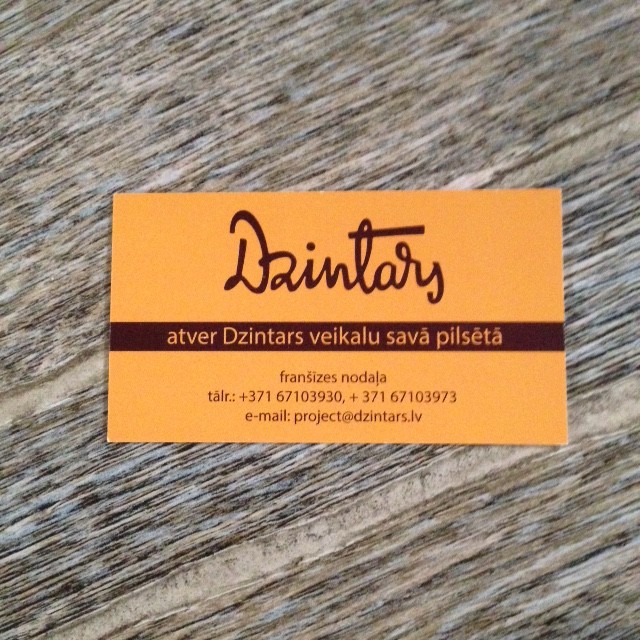 Dzintars
atver Dzintars veikalu savā pilsētā
franšīzes nodaļa
tālr.: +371 67103930, + 371 67103973
e-mail: project@dzintars.lv